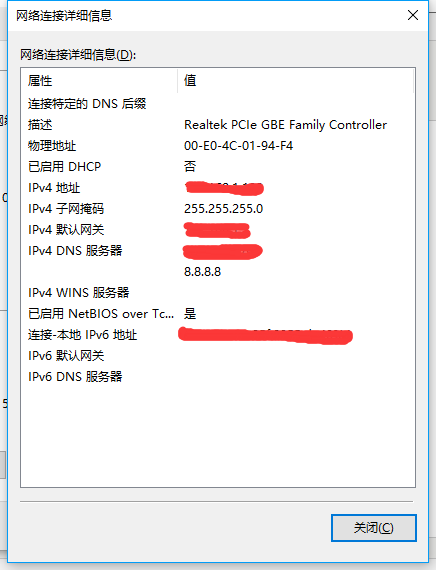 网络连接详细信息
网络连接详细信息(D):
属性 值
连接特定的 DNS 后缀
描述 Realtek PCIe GBE Family Controller
物理地址 00-E0-4C-01-94-F4
已启用 DHCP 否
IPv4 地址
IPv4 子网掩码 255.255.255.0
IPv4 默认网关
IPv4 DNS 服务器
8.8.8.8
IPv4 WINS 服务器
已启用 NetBIOS over Tc... 是
连接-本地 IPv6 地址
IPv6 默认网关
IPv6 DNS 服务器
关闭(C)